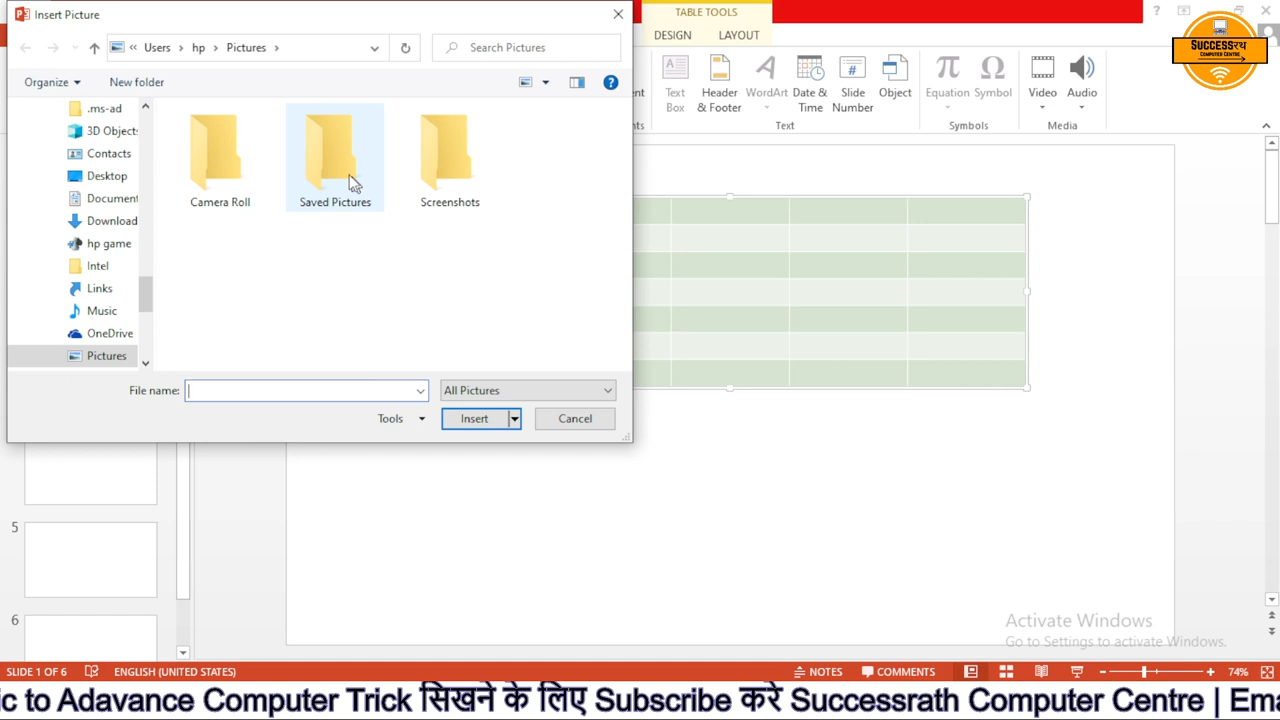 Insert Picture
TABLE TOOLS
DESIGN
LAYOUT
« Users › hp › Pictures ›
Search Pictures
SUCCESSरथ
COMPUTER CENTRE
Organize
New folder
Text Box
Header & Footer
WordArt
Date & Time
Slide Number
Object
Equation
Symbol
Video
Audio
Text
Symbols
Media
.ms-ad
3D Object
Contacts
Desktop
Document
Download
hp game
Intel
Links
Music
OneDrive
Pictures
Camera Roll
Saved Pictures
Screenshots
File name:
All Pictures
Tools
Insert
Cancel
5
6
Activate Windows
Go to Settings to activate Windows.
SLIDE 1 OF 6
ENGLISH (UNITED STATES)
NOTES
COMMENTS
74%
ic to Adavance Computer Trick सिखने के लिए Subscribe करे Successrath Computer Centre | Ema